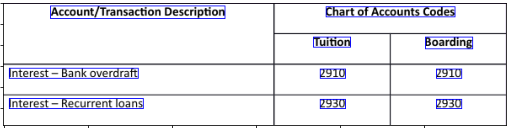 Account/Transaction Description
Chart of Accounts Codes
Tuition
Boarding
Interest – Bank overdraft
2910
2910
Interest – Recurrent loans
2930
2930